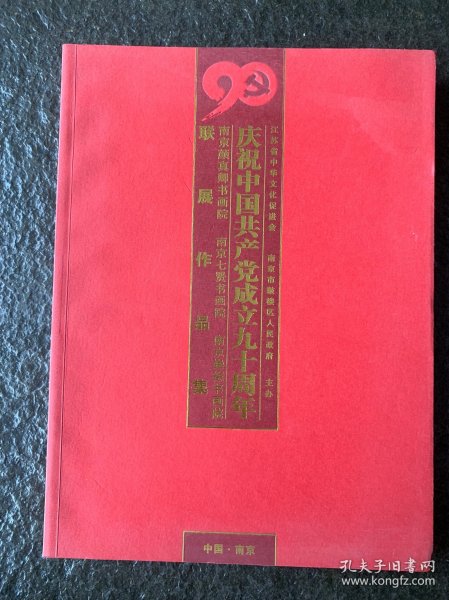 90
江苏省中华文化促进会 南京市鼓楼区人民政府 主办
庆祝中国共产党成立九十周年
南京颜真卿书画院 南京七贤书画院
联展作品集
中国·南京
孔夫子旧书网
www.kongfz.com